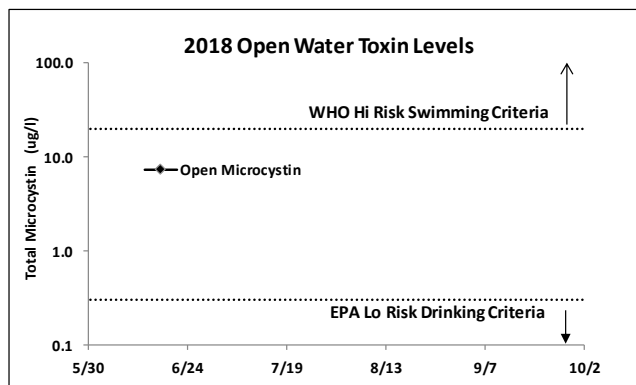 2018 Open Water Toxin Levels
Total Microcystin (ug/l)
100.0
10.0
1.0
0.1
WHO Hi Risk Swimming Criteria
Open Microcystin
EPA Lo Risk Drinking Criteria
5/30 6/24 7/19 8/13 9/7 10/2